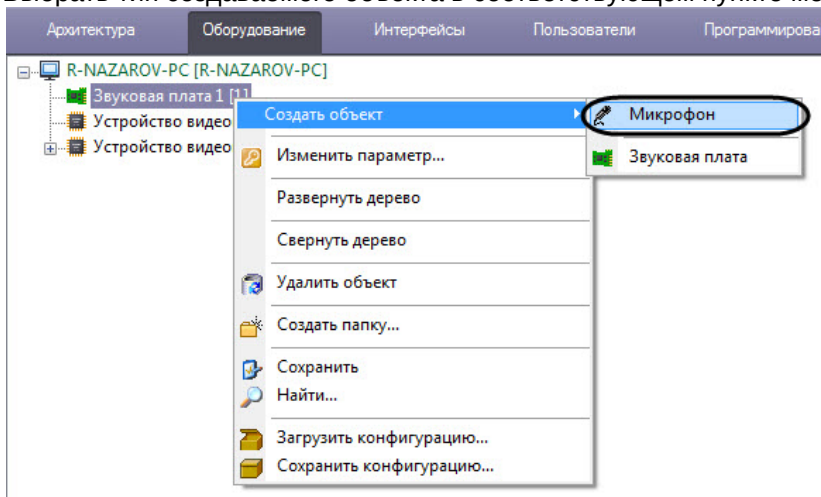 Архитектура Оборудование Интерфейсы Пользователи Программирова
R-NAZAROV-PC [R-NAZAROV-PC]
Звуковая плата 1 [1]
Создать объект
Микрофон
Устройство видео
Устройство видео
Изменить параметр...
Звуковая плата
Развернуть дерево
Свернуть дерево
Удалить объект
Создать папку...
Сохранить
Найти...
Загрузить конфигурацию...
Сохранить конфигурацию...